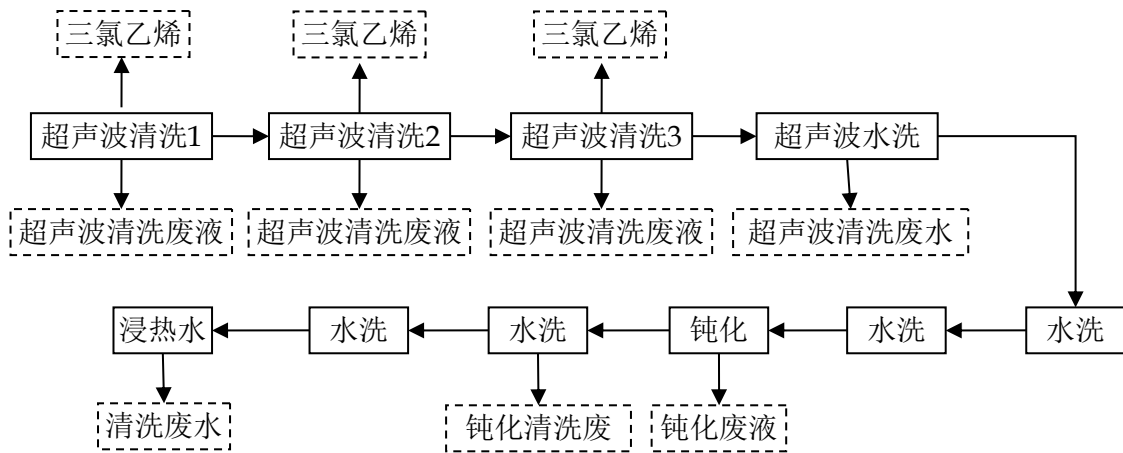 三氯乙烯
三氯乙烯
三氯乙烯
超声波清洗1
超声波清洗2
超声波清洗3
超声波水洗
超声波清洗废液
超声波清洗废液
超声波清洗废液
超声波清洗废水
浸热水
水洗
水洗
钝化
水洗
水洗
清洗废水
钝化清洗废
钝化废液